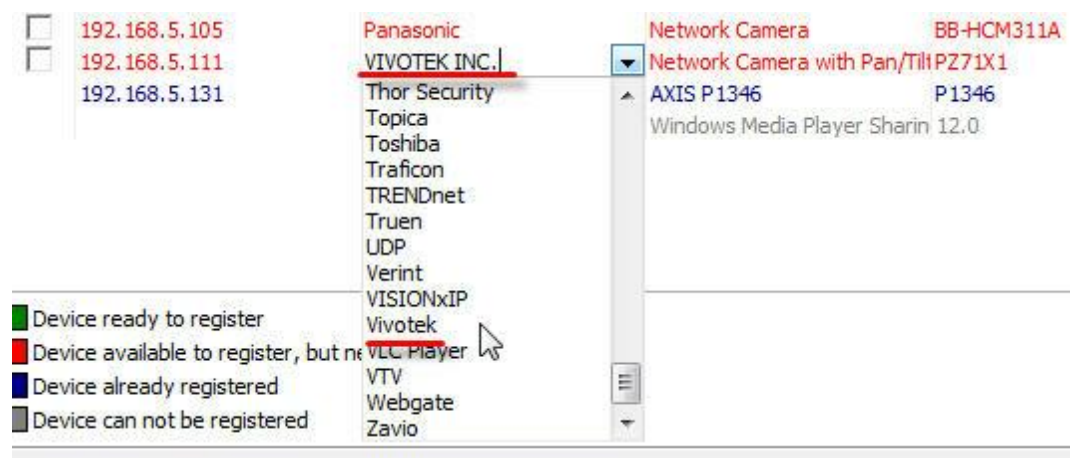 192.168.5.105 Panasonic Network Camera BB-HCM311A
192.168.5.111 VIVOTEK INC. Network Camera with Pan/Tilt PZ71X1
192.168.5.131 AXIS P1346 P1346
Windows Media Player Sharin 12.0
Thor Security
Topica
Toshiba
Traficon
TRENDnet
Truen
UDP
Verint
VISIONxIP
Vivotek
VLC Player
VTV
Webgate
Zavio
Device ready to register
Device available to register, but ne
Device already registered
Device can not be registered